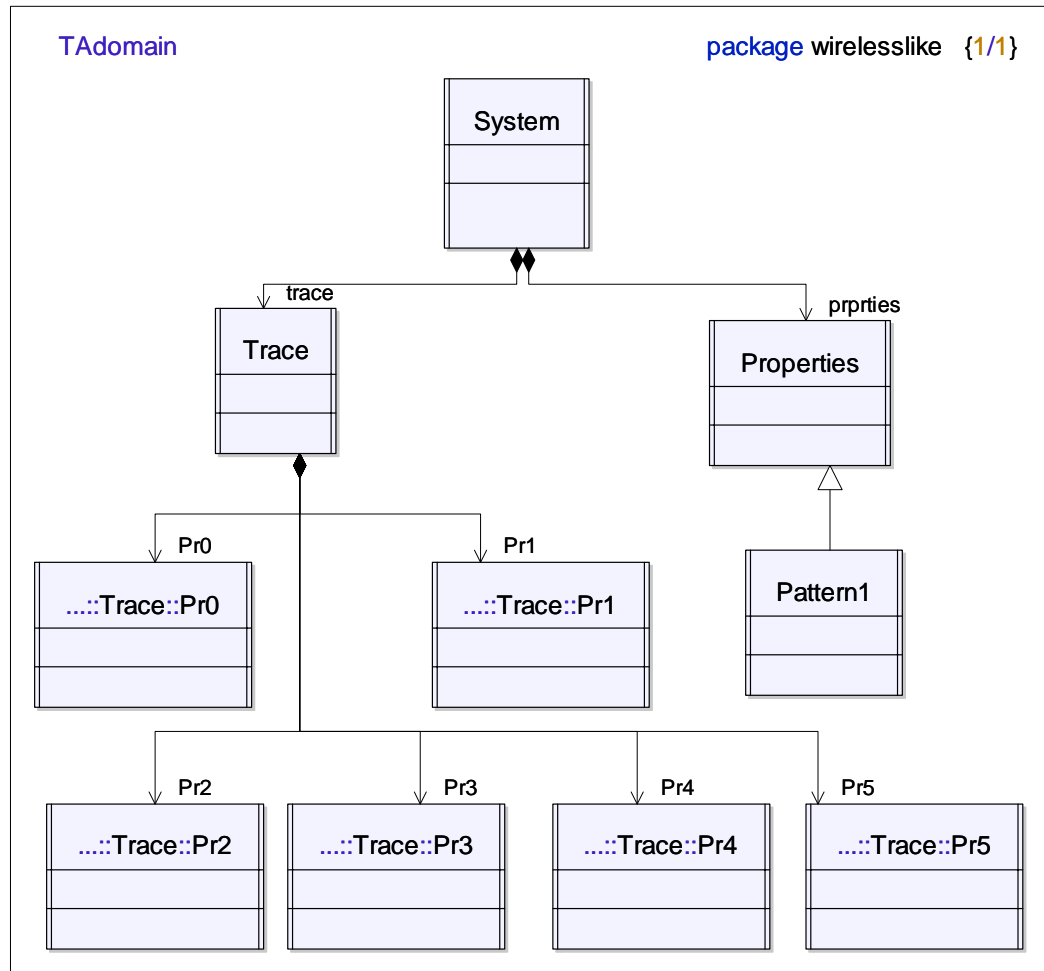 TAdomain
package wirelesslike {1/1}
System
trace
prprties
Trace
Properties
Pr0
Pr1
...::Trace::Pr0
...::Trace::Pr1
Pattern1
Pr2
Pr3
Pr4
Pr5
...::Trace::Pr2
...::Trace::Pr3
...::Trace::Pr4
...::Trace::Pr5